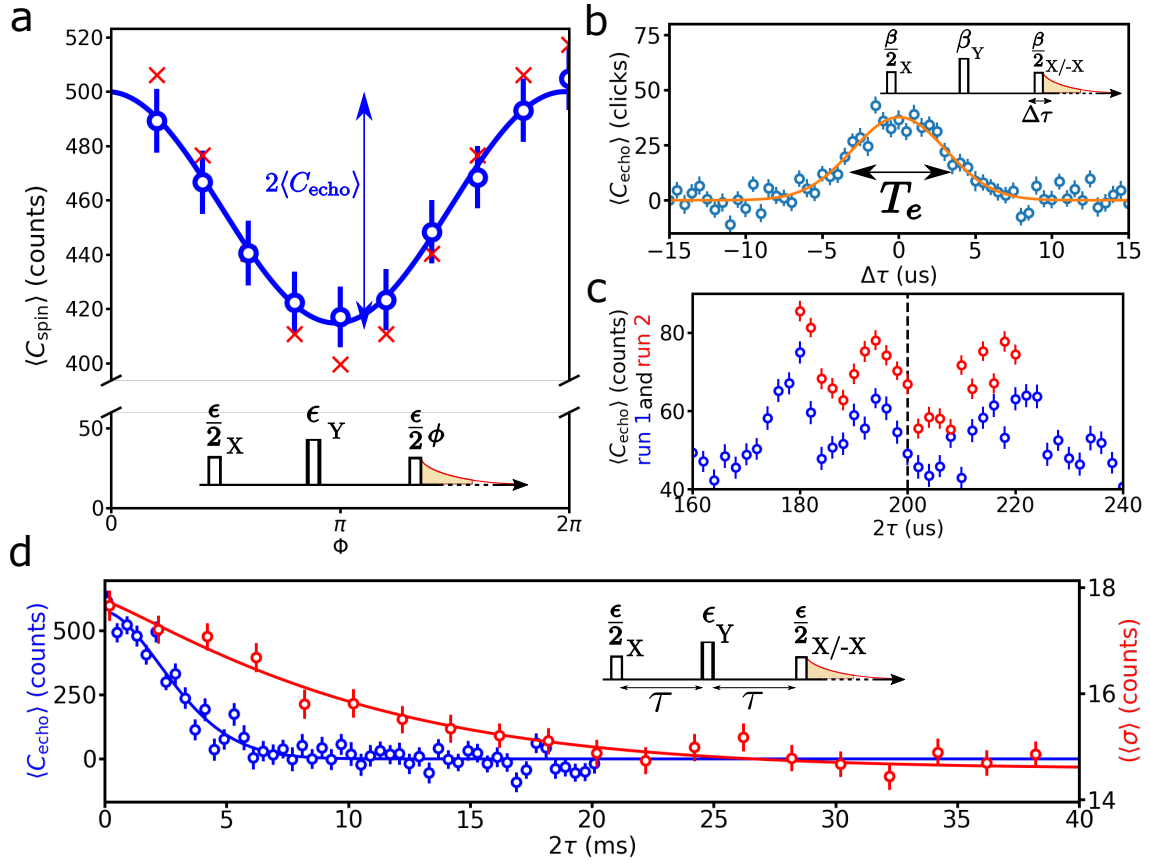 a
520
500
480
460
440
420
400
50
0
⟨C_spin⟩ (counts)
2⟨C_echo⟩
ϵ/2 X
ϵ Y
ϵ/2 ϕ
0
π
2π
Φ
b
75
50
25
0
⟨C_echo⟩ (clicks)
β/2 X
β Y
β/2 X/-X
Δτ
T_e
−15
−10
−5
0
5
10
15
Δτ (us)
c
80
60
40
⟨C_echo⟩ (counts)
run 1 and run 2
160
180
200
220
240
2τ (us)
d
500
250
0
⟨C_echo⟩ (counts)
ϵ/2 X
ϵ Y
ϵ/2 X/-X
τ
τ
18
16
14
(⟨σ⟩ (counts)
0
5
10
15
20
25
30
35
40
2τ (ms)